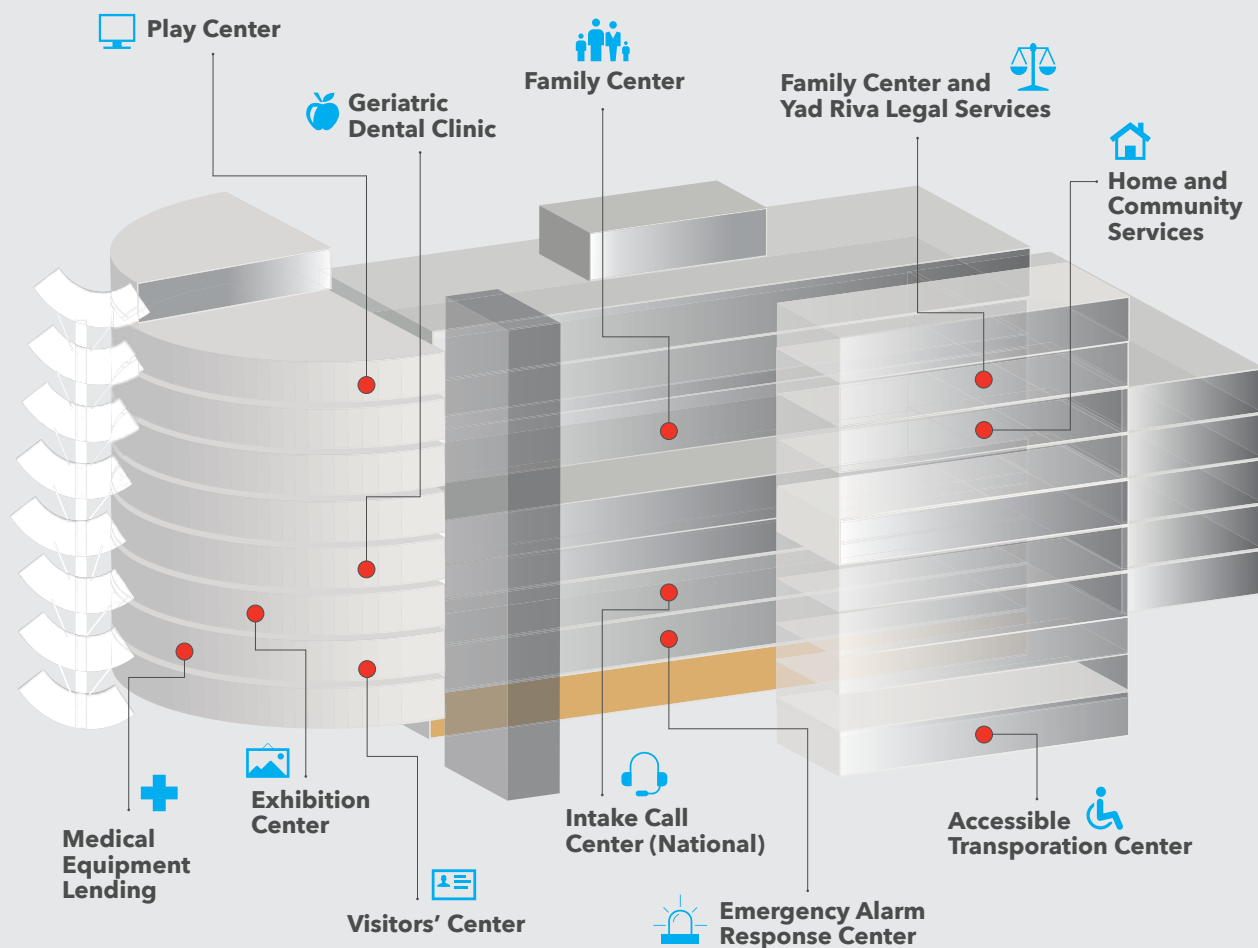 Play Center
Geriatric
Dental Clinic
Family Center
Family Center and
Yad Riva Legal Services
Home and
Community
Services
Medical
Equipment
Lending
Exhibition
Center
Visitors’ Center
Intake Call
Center (National)
Emergency Alarm
Response Center
Accessible
Transporation Center